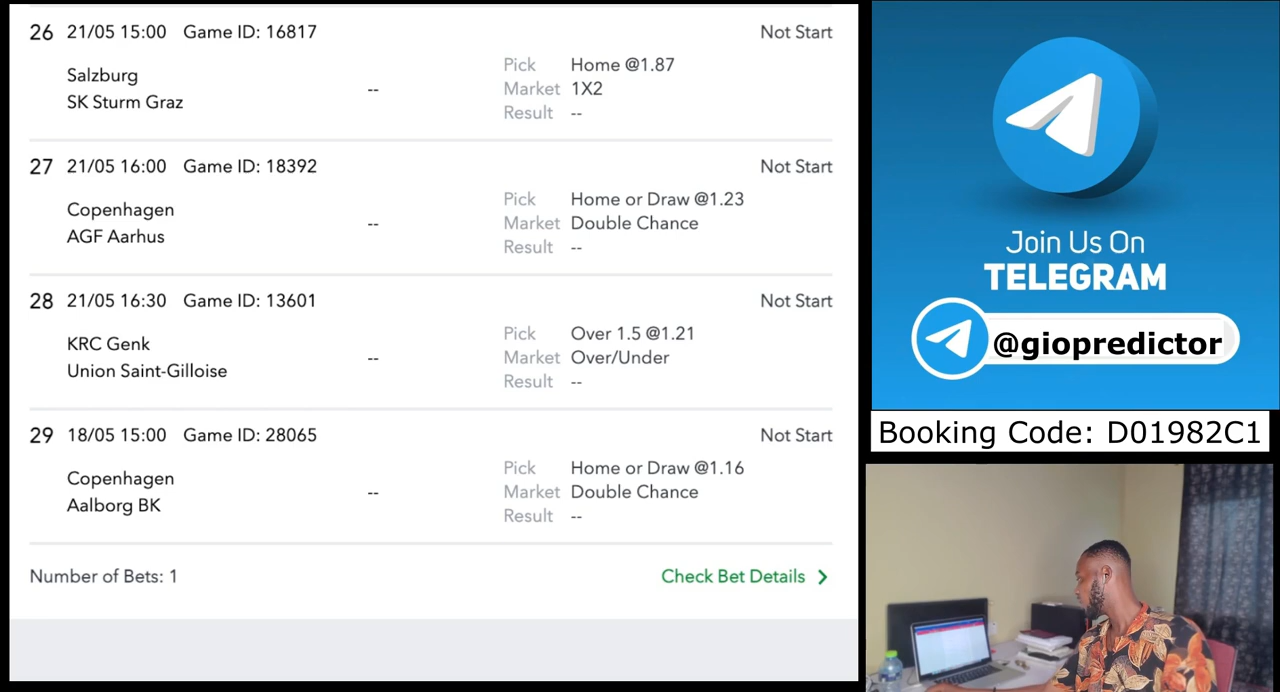 26 21/05 15:00 Game ID: 16817 Not Start
Salzburg
SK Sturm Graz
--
Pick Home @1.87
Market 1X2
Result --
27 21/05 16:00 Game ID: 18392 Not Start
Copenhagen
AGF Aarhus
--
Pick Home or Draw @1.23
Market Double Chance
Result --
28 21/05 16:30 Game ID: 13601 Not Start
KRC Genk
Union Saint-Gilloise
--
Pick Over 1.5 @1.21
Market Over/Under
Result --
29 18/05 15:00 Game ID: 28065 Not Start
Copenhagen
Aalborg BK
--
Pick Home or Draw @1.16
Market Double Chance
Result --
Number of Bets: 1 Check Bet Details
Join Us On
TELEGRAM
@giopredictor
Booking Code: D01982C1